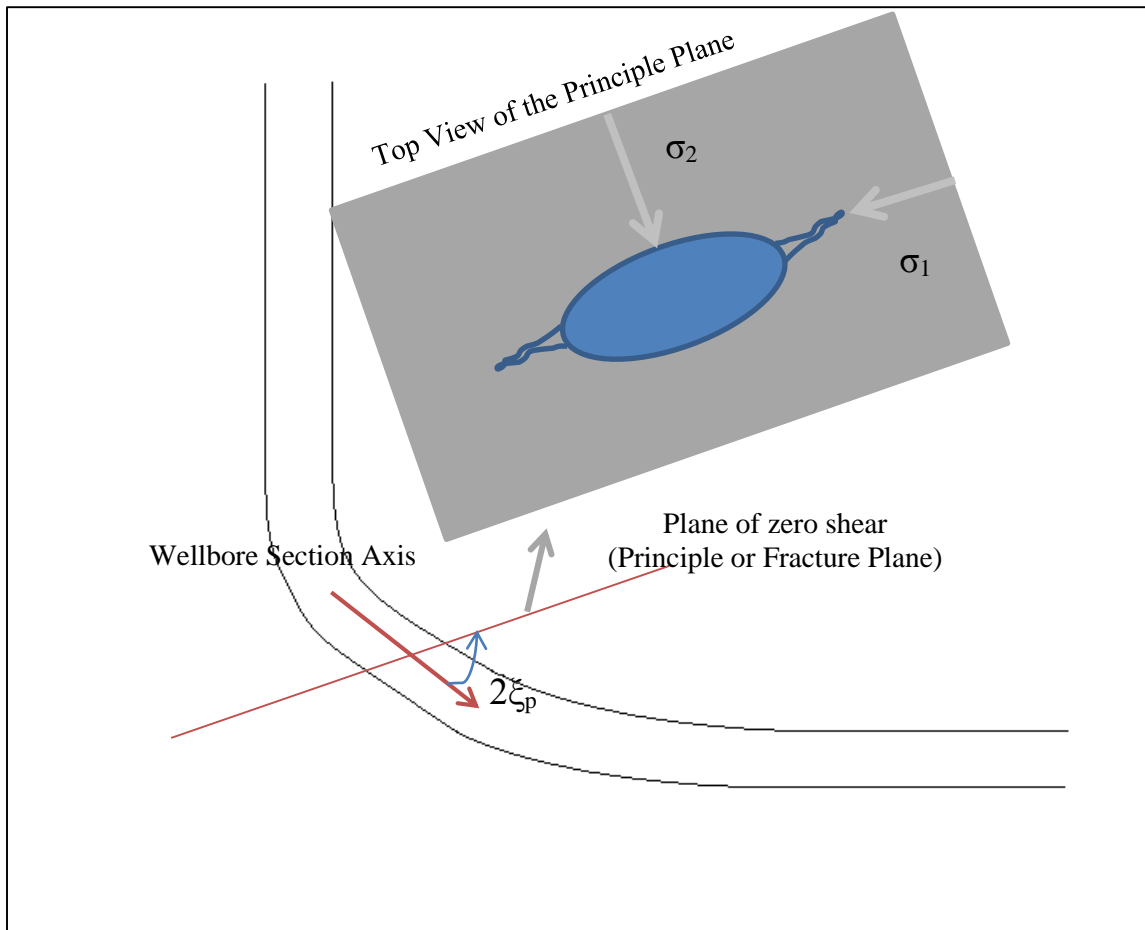 Top View of the Principle Plane
σ₂
σ₁
Plane of zero shear
(Principle or Fracture Plane)
Wellbore Section Axis
2ξₚ